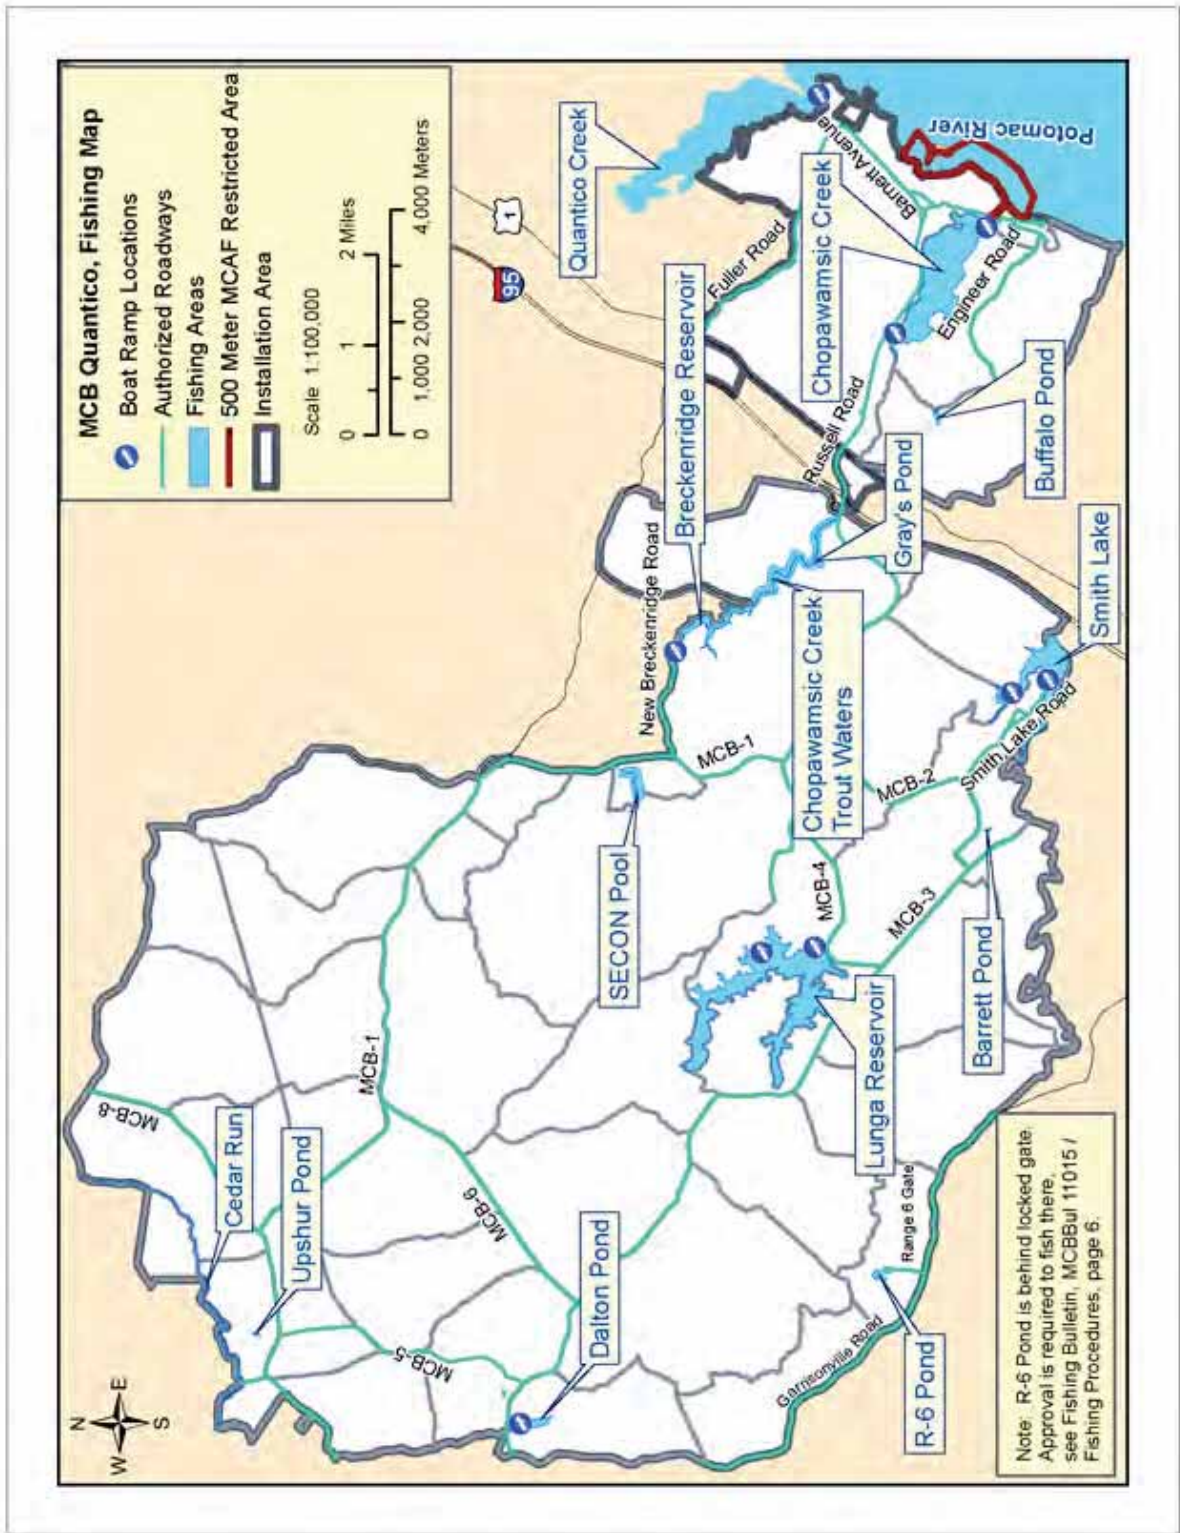 MCB Quantico, Fishing Map
Boat Ramp Locations
Authorized Roadways
Fishing Areas
500 Meter MCAF Restricted Area
Installation Area
Scale 1:100,000
0 1 2 Miles
0 1,000 2,000 4,000 Meters
N
W E
S
MCB-8
Cedar Run
Upshur Pond
MCB-1
MCB-6
MCB-5
Dalton Pond
SECON Pool
New Breckenridge Road
MCB-1
Breckenridge Reservoir
95
1
Quantico Creek
Fuller Road
Barnett Avenue
Potomac River
Chopawamsic Creek
Russell Road
Engineer Road
Gray's Pond
Buffalo Pond
Chopawamsic Creek
Trout Waters
MCB-4
MCB-2
MCB-3
Smith Lake Road
Smith Lake
Lunga Reservoir
Barrett Pond
Range 6 Gate
Garrisonville Road
R-6 Pond
Note: R-6 Pond is behind locked gate.
Approval is required to fish there,
see Fishing Bulletin, MCBBul 11015 /
Fishing Procedures, page 6.